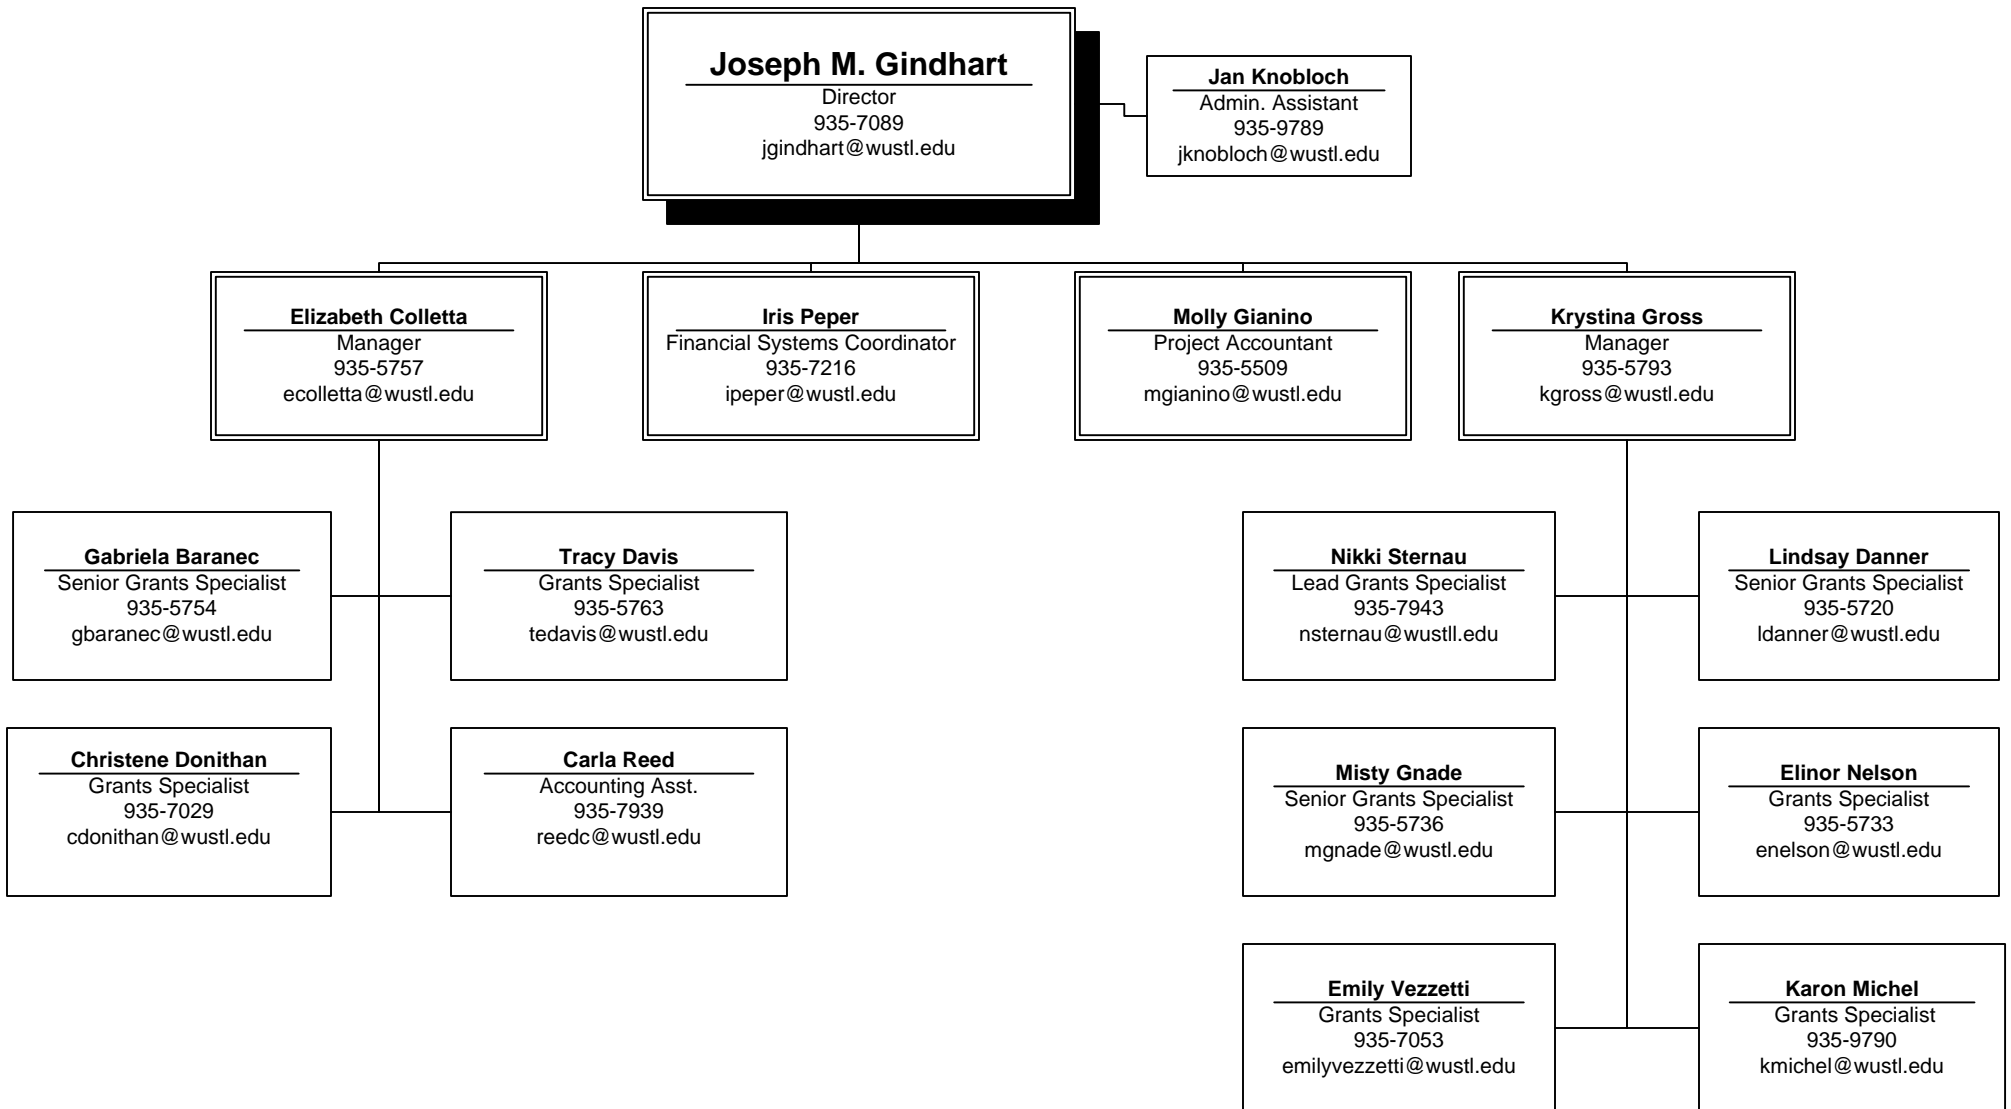 Joseph M. Gindhart
Director
935-7089
jgindhart@wustl.edu
Jan Knobloch
Admin. Assistant
935-9789
jknobloch@wustl.edu
Elizabeth Colletta
Manager
935-5757
ecolletta@wustl.edu
Iris Peper
Financial Systems Coordinator
935-7216
ipeper@wustl.edu
Molly Gianino
Project Accountant
935-5509
mgianino@wustl.edu
Krystina Gross
Manager
935-5793
kgross@wustl.edu
Gabriela Baranec
Senior Grants Specialist
935-5754
gbaranec@wustl.edu
Tracy Davis
Grants Specialist
935-5763
tedavis@wustl.edu
Nikki Sternau
Lead Grants Specialist
935-7943
nsternau@wustll.edu
Lindsay Danner
Senior Grants Specialist
935-5720
ldanner@wustl.edu
Christene Donithan
Grants Specialist
935-7029
cdonithan@wustl.edu
Carla Reed
Accounting Asst.
935-7939
reedc@wustl.edu
Misty Gnade
Senior Grants Specialist
935-5736
mgnade@wustl.edu
Elinor Nelson
Grants Specialist
935-5733
enelson@wustl.edu
Emily Vezzetti
Grants Specialist
935-7053
emilyvezzetti@wustl.edu
Karon Michel
Grants Specialist
935-9790
kmichel@wustl.edu